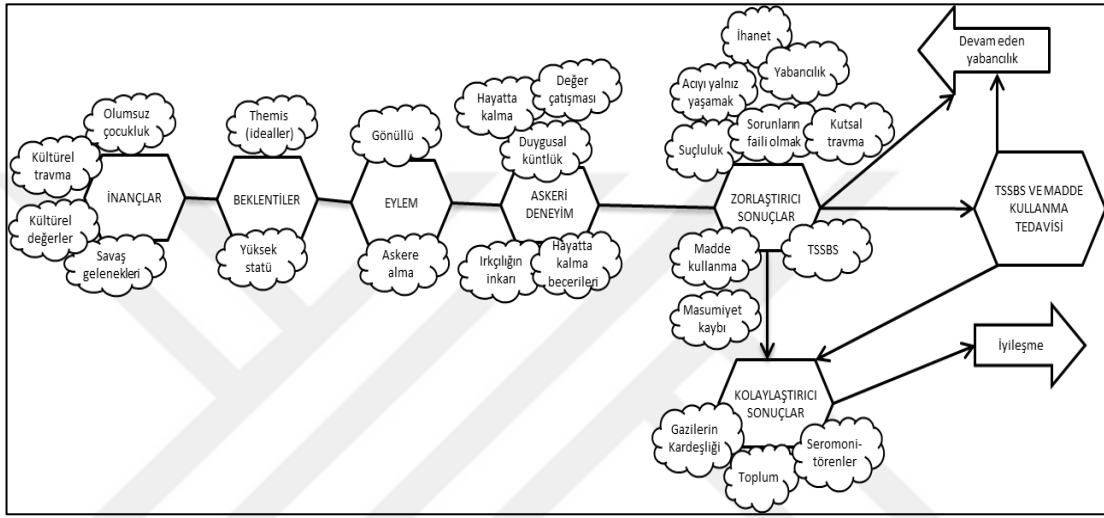 İhanet
Yabancılık
Acıyı yalnız
yaşamak
Suçluluk
Sorunların
faili olmak
Kutsal
travma
Devam eden
yabancılık
Olumsuz
çocukluk
Kültürel
travma
Kültürel
değerler
Savaş
gelenekleri
İNANÇLAR
Themis
(idealler)
BEKLENTİLER
Yüksek
statü
Gönüllü
EYLEM
Askere
alma
Hayatta
kalma
Değer
çatışması
Duygusal
küntlük
ASKERİ
DENEYİM
Irkçılığın
inkarı
Hayatta
kalma
becerileri
ZORLAŞTIRICI
SONUÇLAR
Madde
kullanma
TSSBS
Masumiyet
kaybı
TSSBS VE MADDE
KULLANMA
TEDAVİSİ
İyileşme
KOLAYLAŞTIRICI
SONUÇLAR
Gazilerin
Kardeşliği
Toplum
Seromoni-
törenler